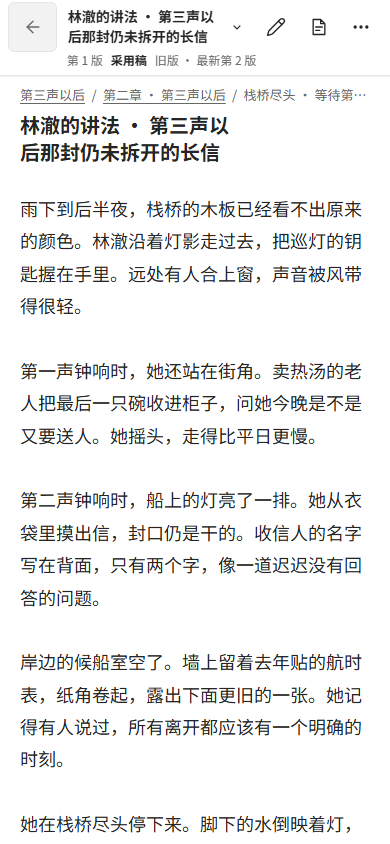 林澈的讲法 · 第三声以
后那封仍未拆开的长信
第 1 版 采用稿 旧版 · 最新第 2 版
第三声以后 / 第二章 · 第三声以后 / 栈桥尽头 · 等待第…
林澈的讲法 · 第三声以
后那封仍未拆开的长信
雨下到后半夜，栈桥的木板已经看不出原来
的颜色。林澈沿着灯影走过去，把巡灯的钥
匙握在手里。远处有人合上窗，声音被风带
得很轻。
第一声钟响时，她还站在街角。卖热汤的老
人把最后一只碗收进柜子，问她今晚是不是
又要送人。她摇头，走得比平日更慢。
第二声钟响时，船上的灯亮了一排。她从衣
袋里摸出信，封口仍是干的。收信人的名字
写在背面，只有两个字，像一道迟迟没有回
答的问题。
岸边的候船室空了。墙上留着去年贴的航时
表，纸角卷起，露出下面更旧的一张。她记
得有人说过，所有离开都应该有一个明确的
时刻。
她在栈桥尽头停下来。脚下的水倒映着灯，